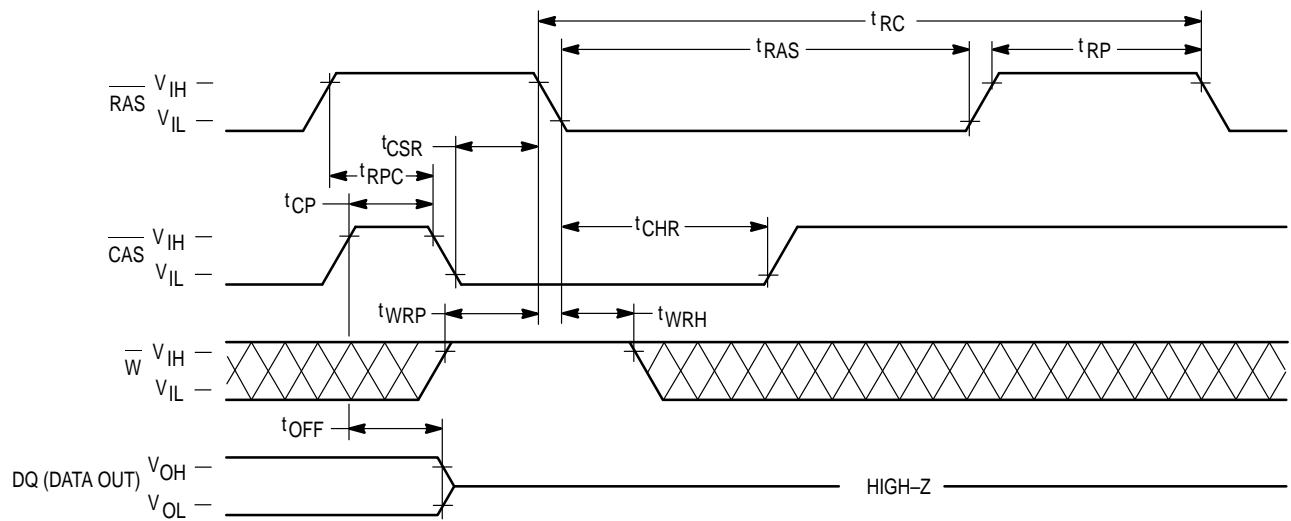 tRC
tRAS
tRP
RAS VIH
VIL
tCSR
tRPC
tCP
CAS VIH
VIL
tCHR
tWRP
tWRH
W VIH
VIL
tOFF
DQ (DATA OUT) VOH
VOL
HIGH–Z